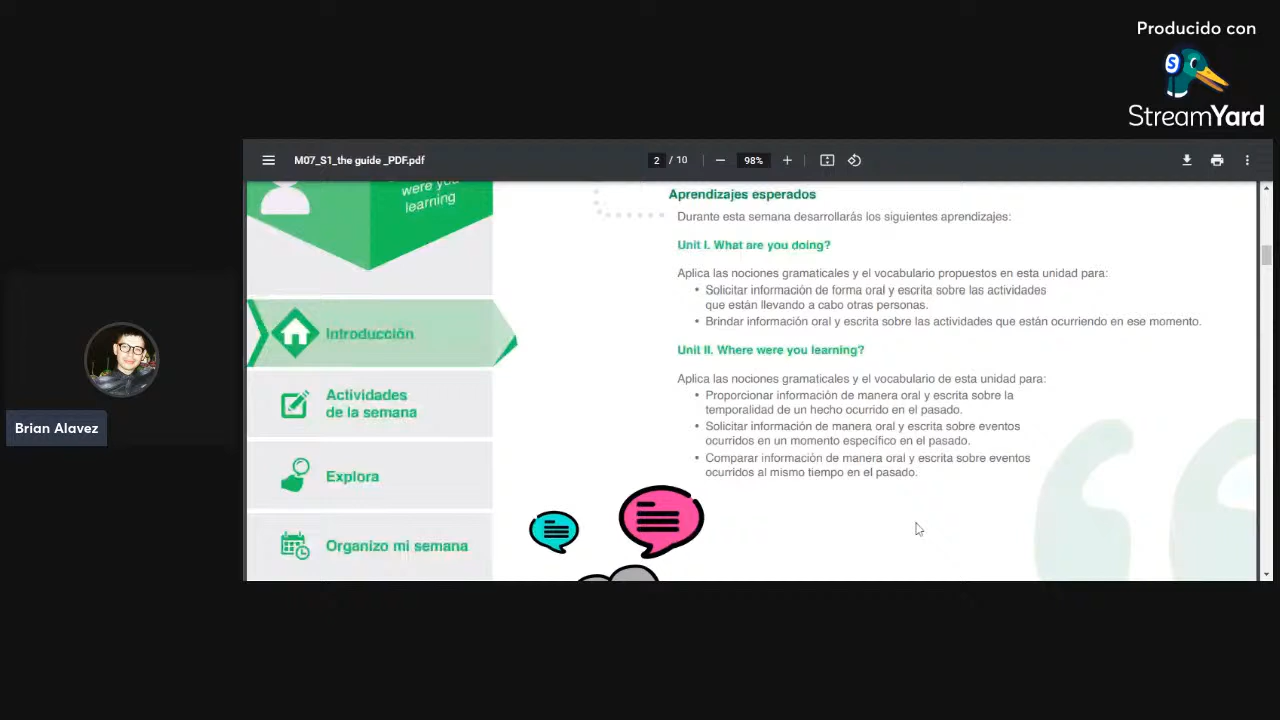 Producido con
StreamYard
M07_S1_the guide _PDF.pdf
2 / 10
98%
were you
learning
Introducción
Actividades
de la semana
Explora
Organizo mi semana
Brian Alavez
Aprendizajes esperados
Durante esta semana desarrollarás los siguientes aprendizajes:
Unit I. What are you doing?
Aplica las nociones gramaticales y el vocabulario propuestos en esta unidad para:
• Solicitar información de forma oral y escrita sobre las actividades
que están llevando a cabo otras personas.
• Brindar información oral y escrita sobre las actividades que están ocurriendo en ese momento.
Unit II. Where were you learning?
Aplica las nociones gramaticales y el vocabulario de esta unidad para:
• Proporcionar información de manera oral y escrita sobre la
temporalidad de un hecho ocurrido en el pasado.
• Solicitar información de manera oral y escrita sobre eventos
ocurridos en un momento específico en el pasado.
• Comparar información de manera oral y escrita sobre eventos
ocurridos al mismo tiempo en el pasado.